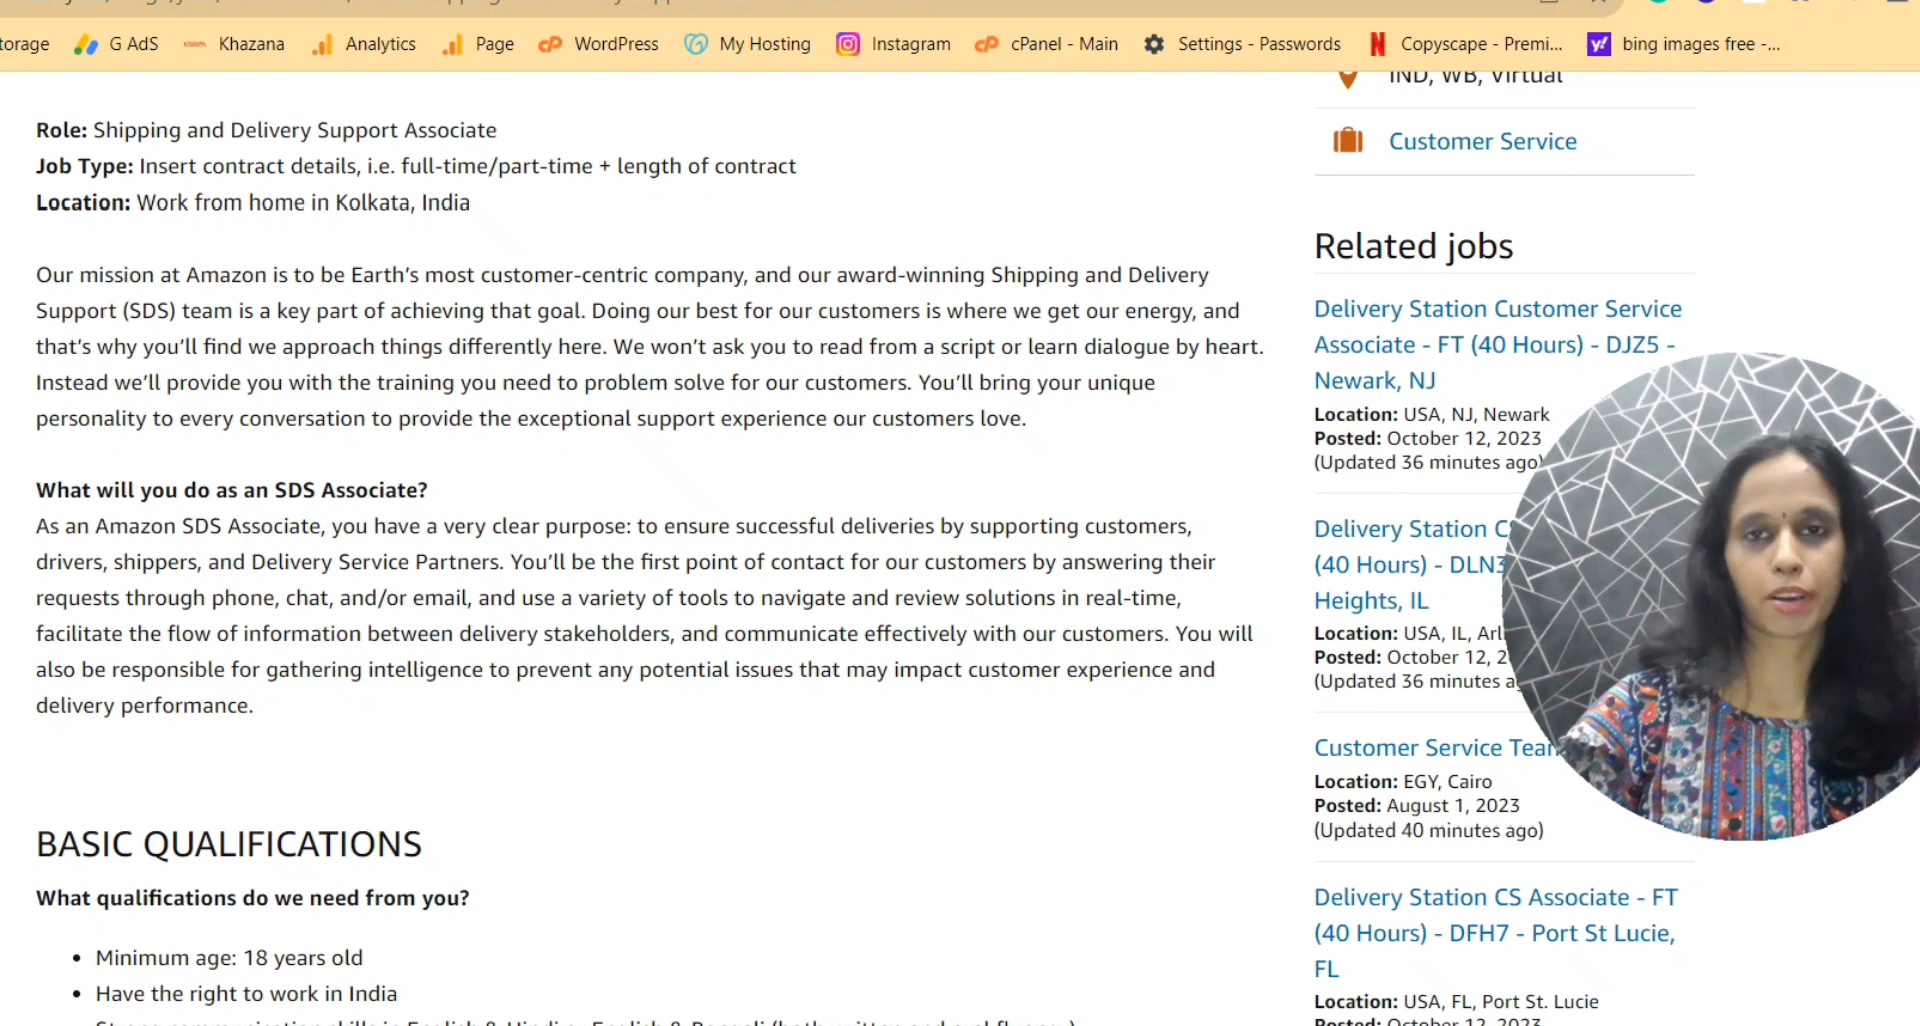 torage G AdS Khazana Analytics Page WordPress My Hosting Instagram cPanel - Main Settings - Passwords Copyscape - Premi... bing images free -...
IND, WB, Virtual
Customer Service
Role: Shipping and Delivery Support Associate
Job Type: Insert contract details, i.e. full-time/part-time + length of contract
Location: Work from home in Kolkata, India
Our mission at Amazon is to be Earth’s most customer-centric company, and our award-winning Shipping and Delivery
Support (SDS) team is a key part of achieving that goal. Doing our best for our customers is where we get our energy, and
that’s why you’ll find we approach things differently here. We won’t ask you to read from a script or learn dialogue by heart.
Instead we’ll provide you with the training you need to problem solve for our customers. You’ll bring your unique
personality to every conversation to provide the exceptional support experience our customers love.
What will you do as an SDS Associate?
As an Amazon SDS Associate, you have a very clear purpose: to ensure successful deliveries by supporting customers,
drivers, shippers, and Delivery Service Partners. You’ll be the first point of contact for our customers by answering their
requests through phone, chat, and/or email, and use a variety of tools to navigate and review solutions in real-time,
facilitate the flow of information between delivery stakeholders, and communicate effectively with our customers. You will
also be responsible for gathering intelligence to prevent any potential issues that may impact customer experience and
delivery performance.
BASIC QUALIFICATIONS
What qualifications do we need from you?
• Minimum age: 18 years old
• Have the right to work in India
Related jobs
Delivery Station Customer Service
Associate - FT (40 Hours) - DJZ5 -
Newark, NJ
Location: USA, NJ, Newark
Posted: October 12, 2023
(Updated 36 minutes ago)
Delivery Station
(40 Hours) - DLN3
Heights, IL
Location: USA, IL,
Posted: October 12,
(Updated 36 minutes
Customer Service
Location: EGY, Cairo
Posted: August 1, 2023
(Updated 40 minutes ago)
Delivery Station CS Associate - FT
(40 Hours) - DFH7 - Port St Lucie,
FL
Location: USA, FL, Port St. Lucie
Posted: October 12, 2023